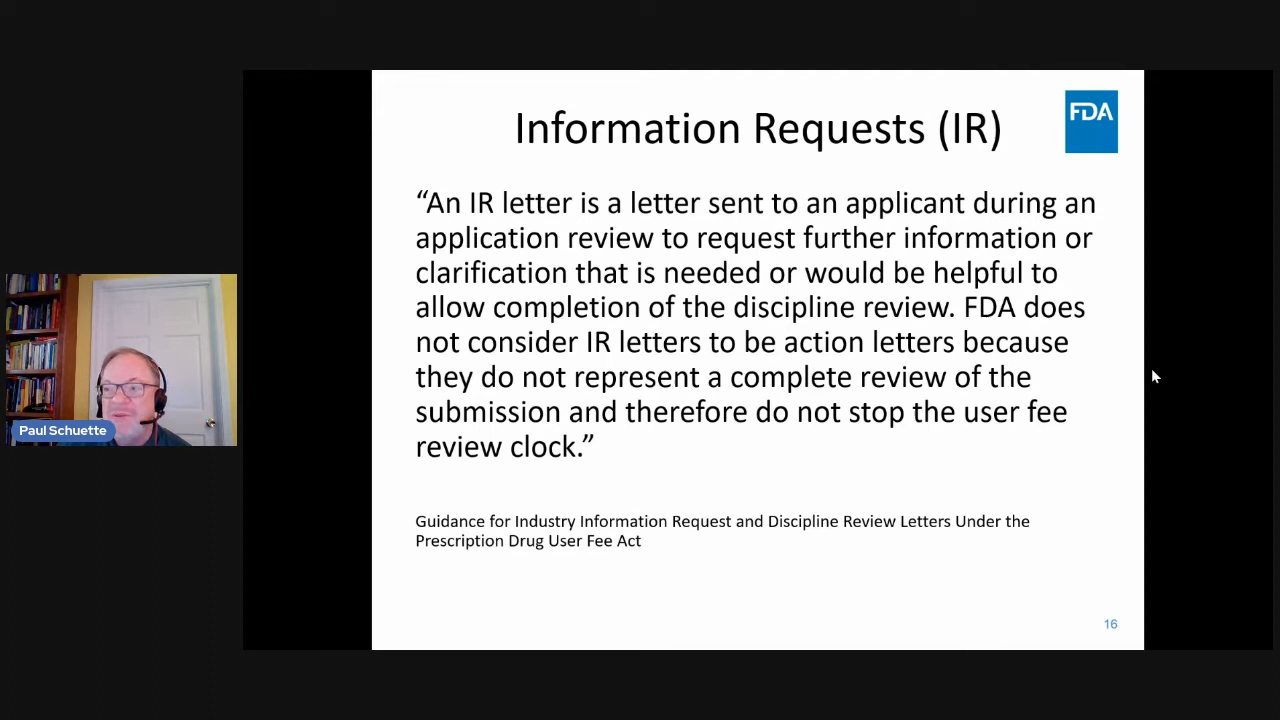 Information Requests (IR)
FDA
“An IR letter is a letter sent to an applicant during an
application review to request further information or
clarification that is needed or would be helpful to
allow completion of the discipline review. FDA does
not consider IR letters to be action letters because
they do not represent a complete review of the
submission and therefore do not stop the user fee
review clock.”
Guidance for Industry Information Request and Discipline Review Letters Under the
Prescription Drug User Fee Act
16
Paul Schuette